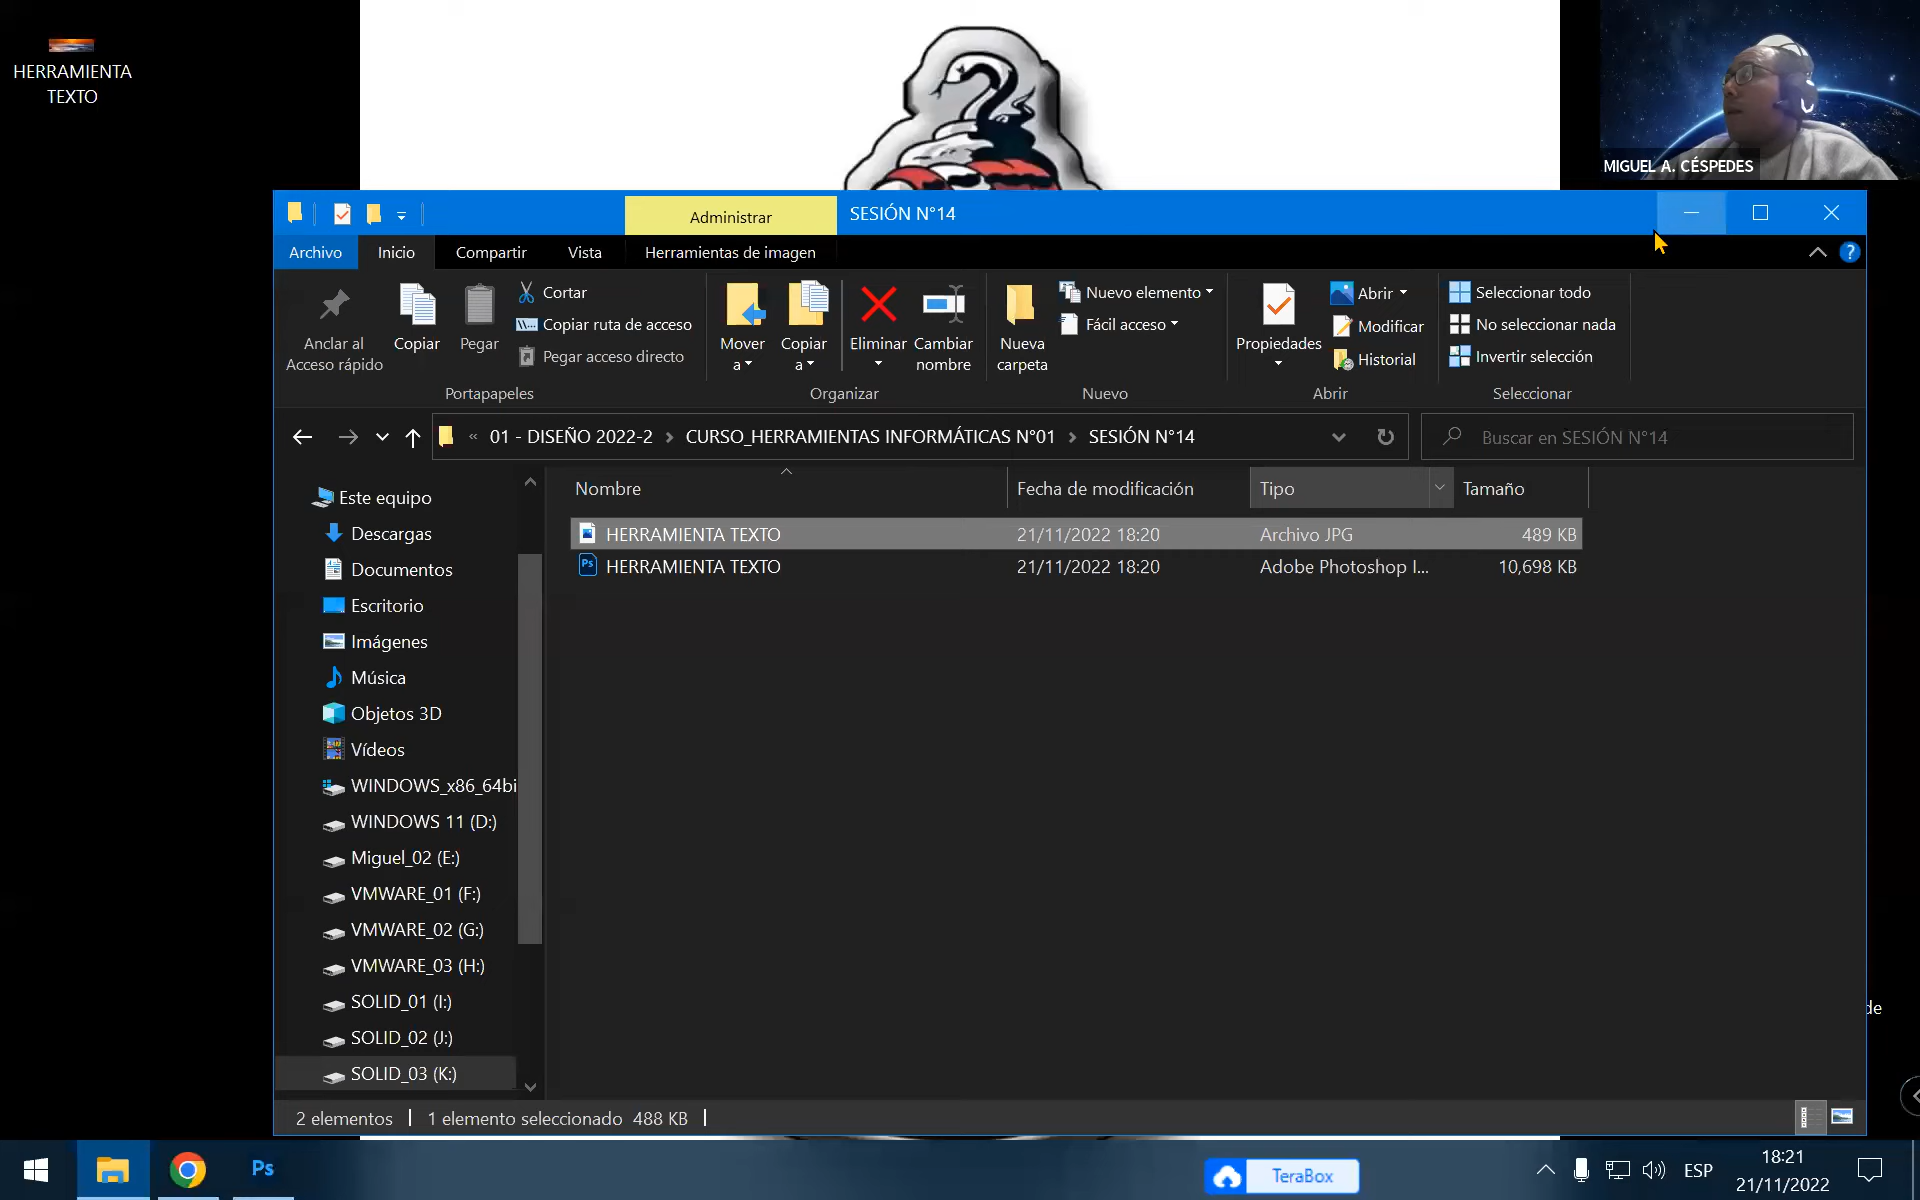 HERRAMIENTA
TEXTO
MIGUEL A. CÉSPEDES
Administrar
SESIÓN N°14
Archivo
Inicio
Compartir
Vista
Herramientas de imagen
Anclar al
Acceso rápido
Copiar
Pegar
Cortar
Copiar ruta de acceso
Pegar acceso directo
Portapapeles
Mover
a
Copiar
a
Eliminar
Cambiar
nombre
Organizar
Nueva
carpeta
Nuevo elemento
Fácil acceso
Nuevo
Propiedades
Abrir
Modificar
Historial
Abrir
Seleccionar todo
No seleccionar nada
Invertir selección
Seleccionar
« 01 - DISEÑO 2022-2 > CURSO_HERRAMIENTAS INFORMÁTICAS N°01 > SESIÓN N°14
Buscar en SESIÓN N°14
Nombre
Fecha de modificación
Tipo
Tamaño
HERRAMIENTA TEXTO 21/11/2022 18:20 Archivo JPG 489 KB
HERRAMIENTA TEXTO 21/11/2022 18:20 Adobe Photoshop I... 10,698 KB
Este equipo
Descargas
Documentos
Escritorio
Imágenes
Música
Objetos 3D
Vídeos
WINDOWS_x86_64bi
WINDOWS 11 (D:)
Miguel_02 (E:)
VMWARE_01 (F:)
VMWARE_02 (G:)
VMWARE_03 (H:)
SOLID_01 (I:)
SOLID_02 (J:)
SOLID_03 (K:)
de
2 elementos
1 elemento seleccionado 488 KB
Ps
TeraBox
ESP
18:21
21/11/2022